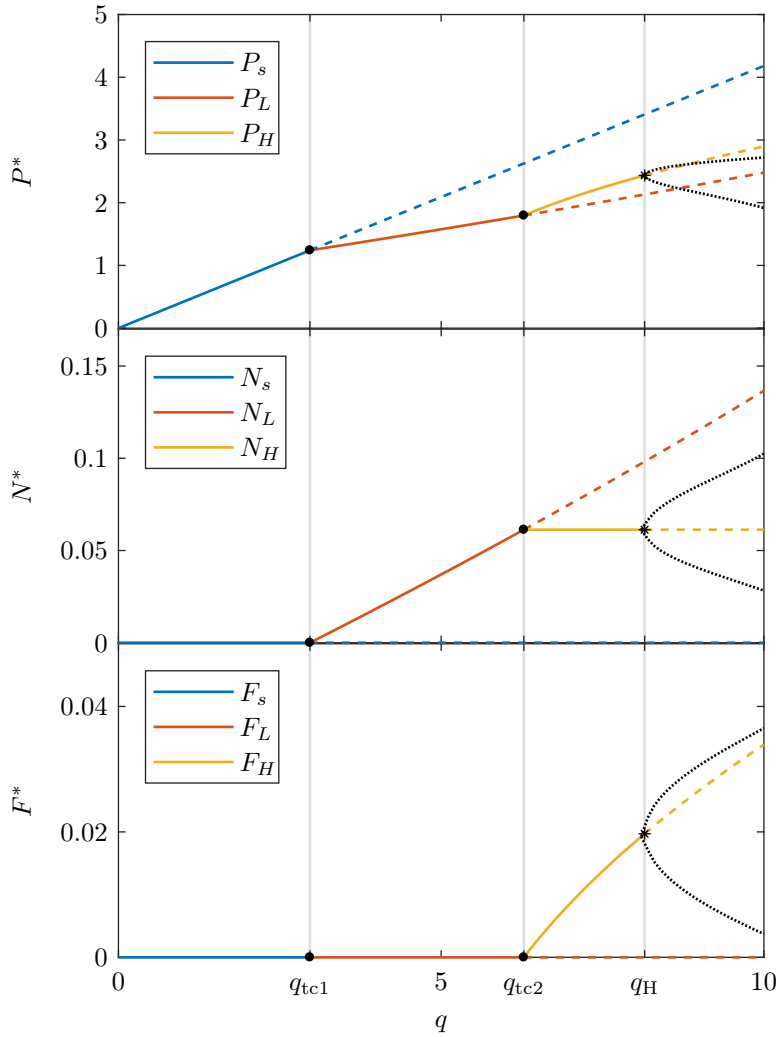 5
4
3
2
1
0
P*
P_s
P_L
P_H
0.15
0.1
0.05
0
N*
N_s
N_L
N_H
0.04
0.02
0
F*
F_s
F_L
F_H
0 q_tc1 5 q_tc2 q_H 10
q